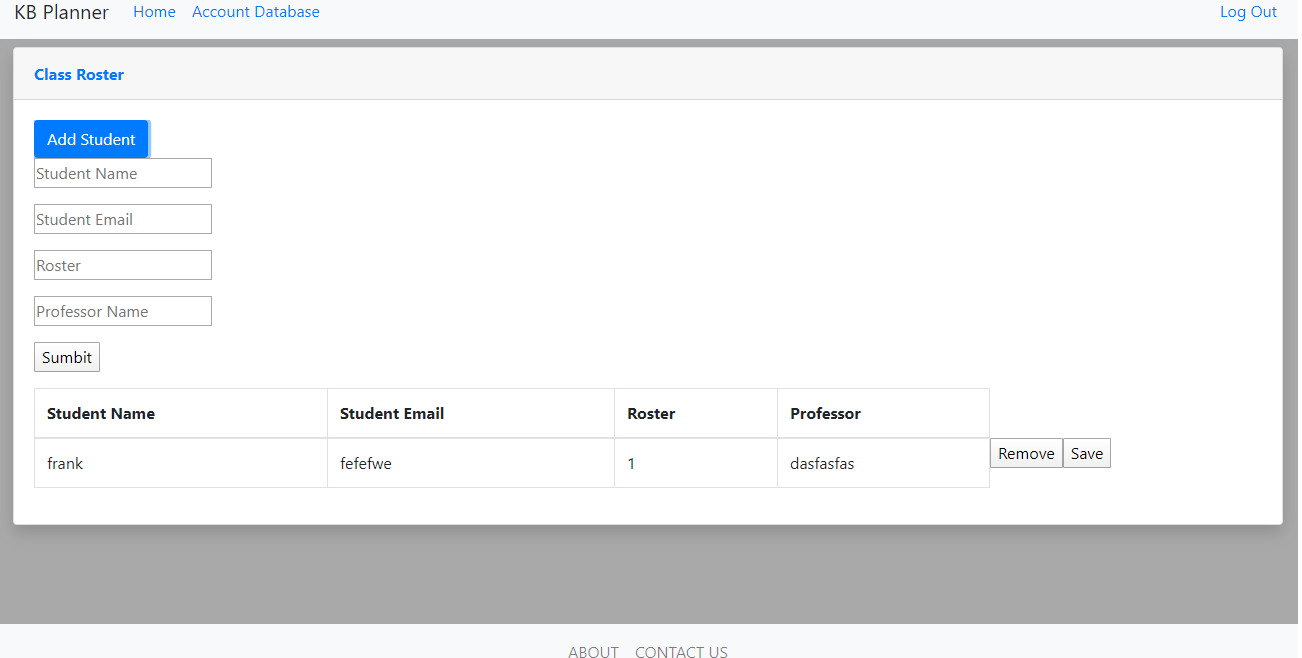 KB Planner Home Account Database Log Out
Class Roster
Add Student
Student Name
Student Email
Roster
Professor Name
Sumbit
Student Name Student Email Roster Professor
frank fefefwe 1 dasfasfas Remove Save
ABOUT CONTACT US